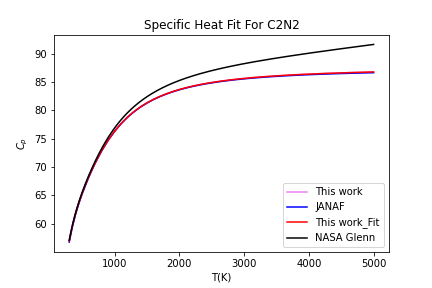 Specific Heat Fit For C2N2
90
85
80
75
70
65
60
C_p
1000
2000
3000
4000
5000
T(K)
This work
JANAF
This work_Fit
NASA Glenn